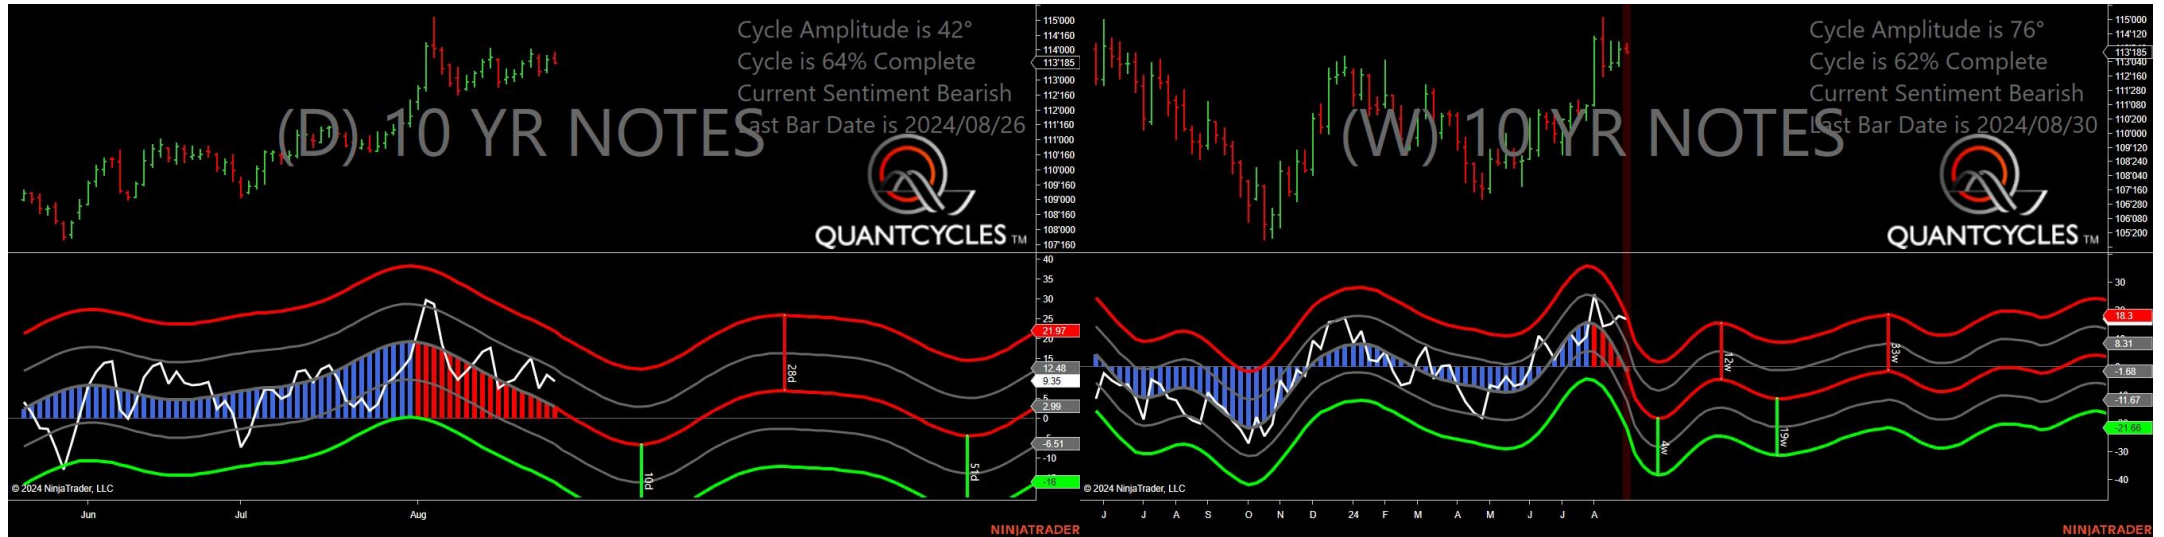 Cycle Amplitude is 42°
Cycle is 64% Complete
Current Sentiment Bearish
Last Bar Date is 2024/08/26
(D) 10 YR NOTES
QUANTCYCLES TM
115'000
114'160
114'000
113'185
113'000
112'160
112'000
111'160
111'000
110'160
110'000
109'160
109'000
108'160
108'000
107'160
40
35
30
25
21.97
20
15
12.48
9.35
5
2.99
0
-6.51
-10
-16
28d
10d
51d
© 2024 NinjaTrader, LLC
Jun Jul Aug
NINJATRADER
Cycle Amplitude is 76°
Cycle is 62% Complete
Current Sentiment Bearish
Last Bar Date is 2024/08/30
(W) 10 YR NOTES
QUANTCYCLES TM
115'000
114'120
113'185
113'040
112'160
111'280
111'080
110'200
110'000
109'120
108'240
108'040
107'160
106'280
106'080
105'200
30
18.3
8.31
-1.68
-11.67
-21.66
-30
-40
12w
33w
4w
19w
© 2024 NinjaTrader, LLC
J J A S O N D 24 F M A M J J A
NINJATRADER